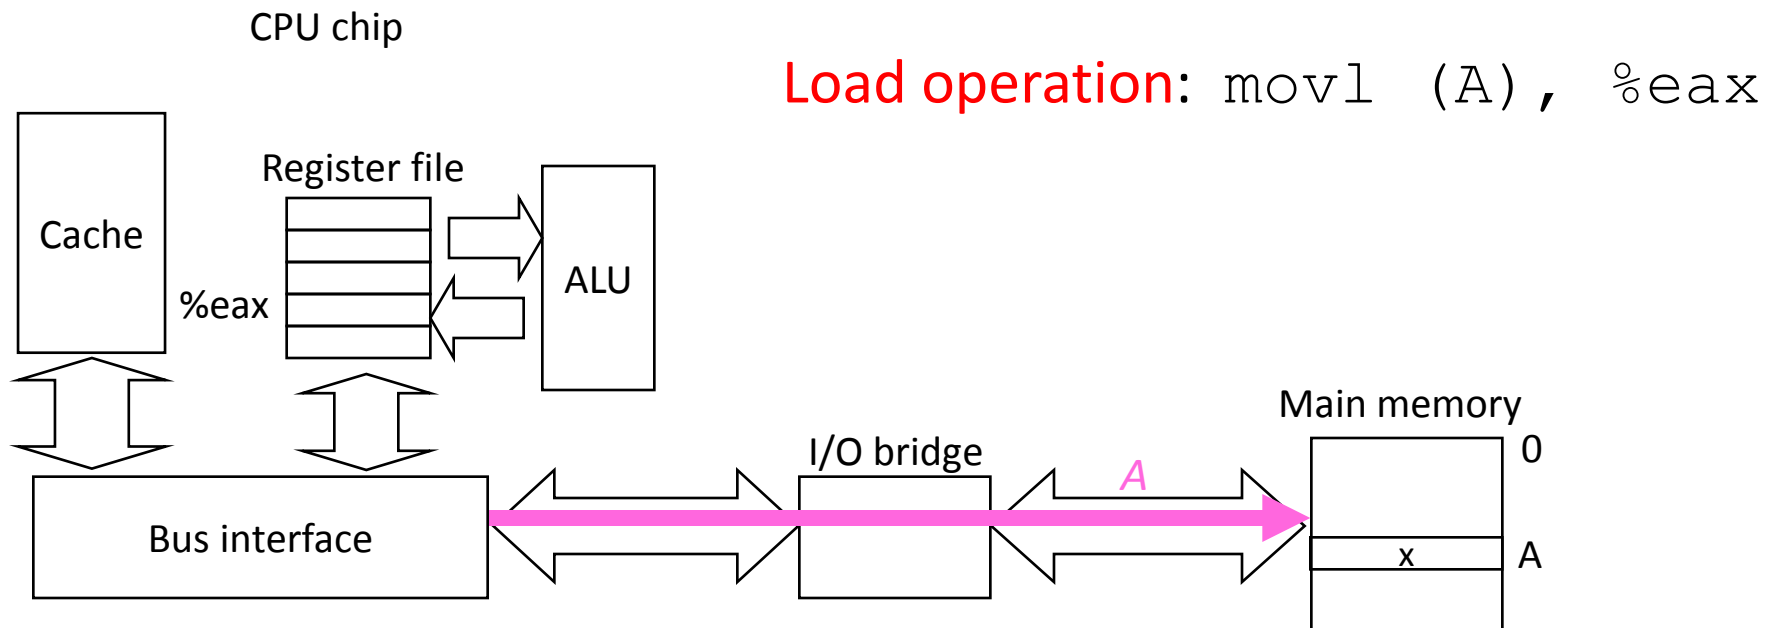 CPU chip
Load operation: movl (A), %eax
Register file
Cache
ALU
%eax
Main memory
I/O bridge
0
A
Bus interface
x
A